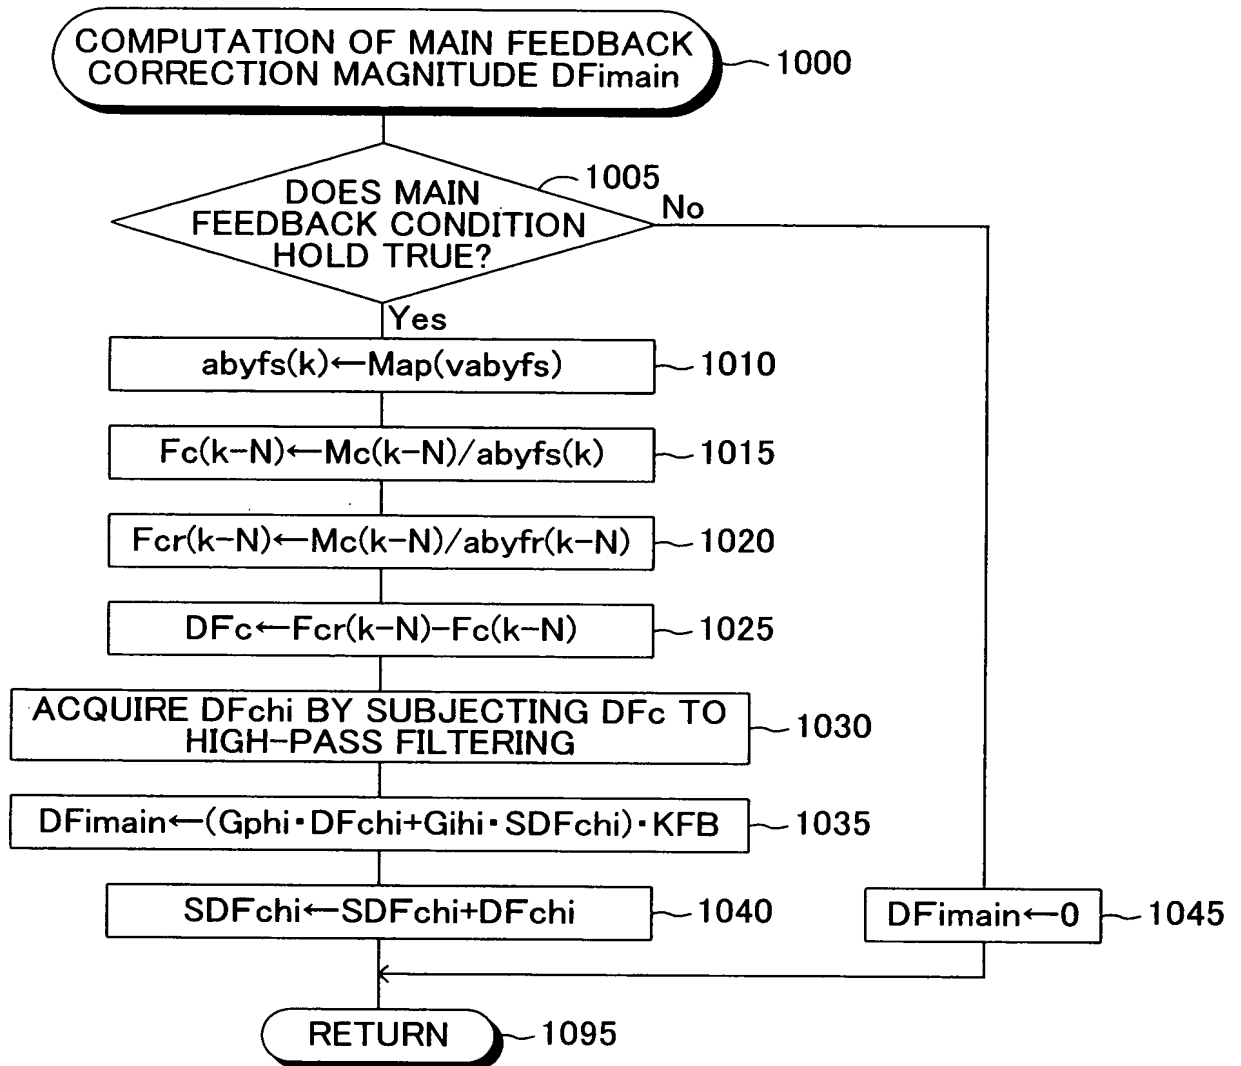 COMPUTATION OF MAIN FEEDBACK
CORRECTION MAGNITUDE DFimain
1000
1005
DOES MAIN
FEEDBACK CONDITION
HOLD TRUE?
No
Yes
abyfs(k)←Map(vabyfs)
1010
Fc(k-N)←Mc(k-N)/abyfs(k)
1015
Fcr(k-N)←Mc(k-N)/abyfr(k-N)
1020
DFc←Fcr(k-N)-Fc(k-N)
1025
ACQUIRE DFchi BY SUBJECTING DFc TO
HIGH-PASS FILTERING
1030
DFimain←(Gphi·DFchi+Gihi·SDFchi)·KFB
1035
SDFchi←SDFchi+DFchi
1040
DFimain←0
1045
RETURN
1095